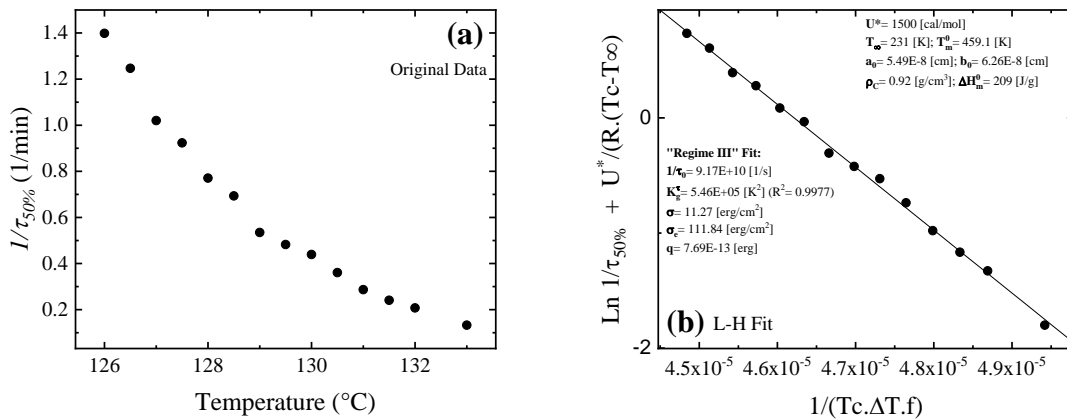 (a)
Original Data
1.4
1.2
1.0
0.8
0.6
0.4
0.2
1/τ50% (1/min)
126 128 130 132
Temperature (°C)
U*= 1500 [cal/mol]
T∞= 231 [K]; Tm0= 459.1 [K]
a0= 5.49E-8 [cm]; b0= 6.26E-8 [cm]
ρC= 0.92 [g/cm3]; ΔHm0= 209 [J/g]
0
-2
Ln 1/τ50% + U*/(R.(Tc-T∞)
"Regime III" Fit:
1/τ0= 9.17E+10 [1/s]
Kgτ= 5.46E+05 [K2] (R2= 0.9977)
σ= 11.27 [erg/cm2]
σe= 111.84 [erg/cm2]
q= 7.69E-13 [erg]
(b) L-H Fit
4.5x10-5 4.6x10-5 4.7x10-5 4.8x10-5 4.9x10-5
1/(Tc.ΔT.f)